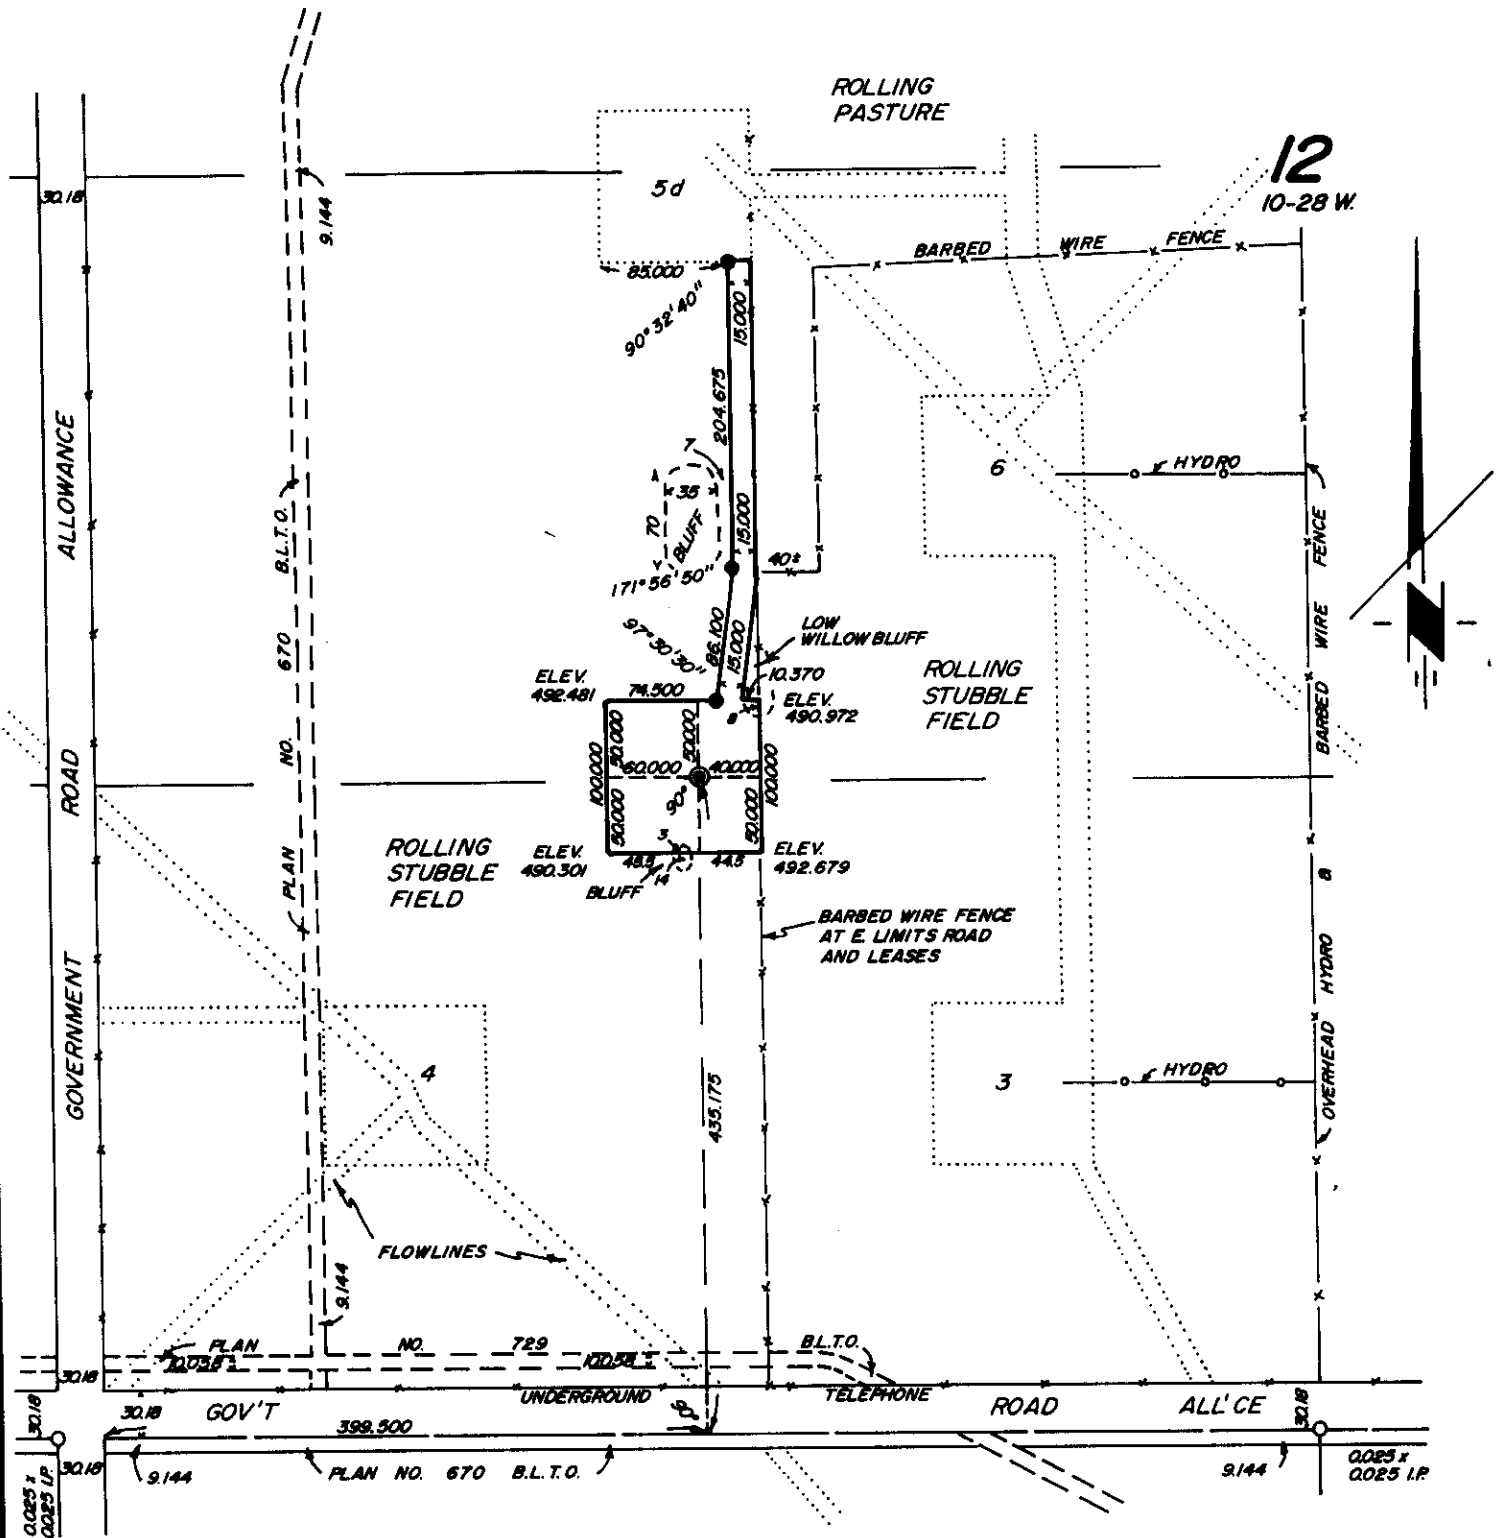 ROLLING
PASTURE
12
10-28 W.
30.18
9.144
5d
BARBED WIRE FENCE
85.000
90° 32' 40"
15.000
204.675
ALLOWANCE
7
35
70
BLUFF
15.000
6
HYDRO
B.L.T.O.
171° 56' 50"
40±
BARBED WIRE FENCE
N
97° 30' 30"
86.100
15.000
LOW
WILLOW BLUFF
10.370
ROLLING
STUBBLE
FIELD
670
ELEV.
492.481
74.500
8
ELEV.
490.972
NO.
ROAD
100.000
50.000
50.000
60.000
40.000
100.000
90°
50.000
50.000
PLAN
ROLLING
STUBBLE
FIELD
ELEV.
490.301
3
48.5
44.5
14
BLUFF
ELEV.
492.679
BARBED WIRE FENCE
AT E. LIMITS ROAD
AND LEASES
GOVERNMENT
4
435.175
3
HYDRO
OVERHEAD HYDRO &
FLOWLINES
9.144
PLAN NO. 729 B.L.T.O.
10.058±
10.058±
30.18
UNDERGROUND TELEPHONE
30.18
30.18
GOV'T ROAD ALL'CE
30.18
399.500
90°
30.18
9.144
PLAN NO. 670 B.L.T.O.
9.144
0.025 x
0.025 I.P.
0.025 x
0.025 I.P.